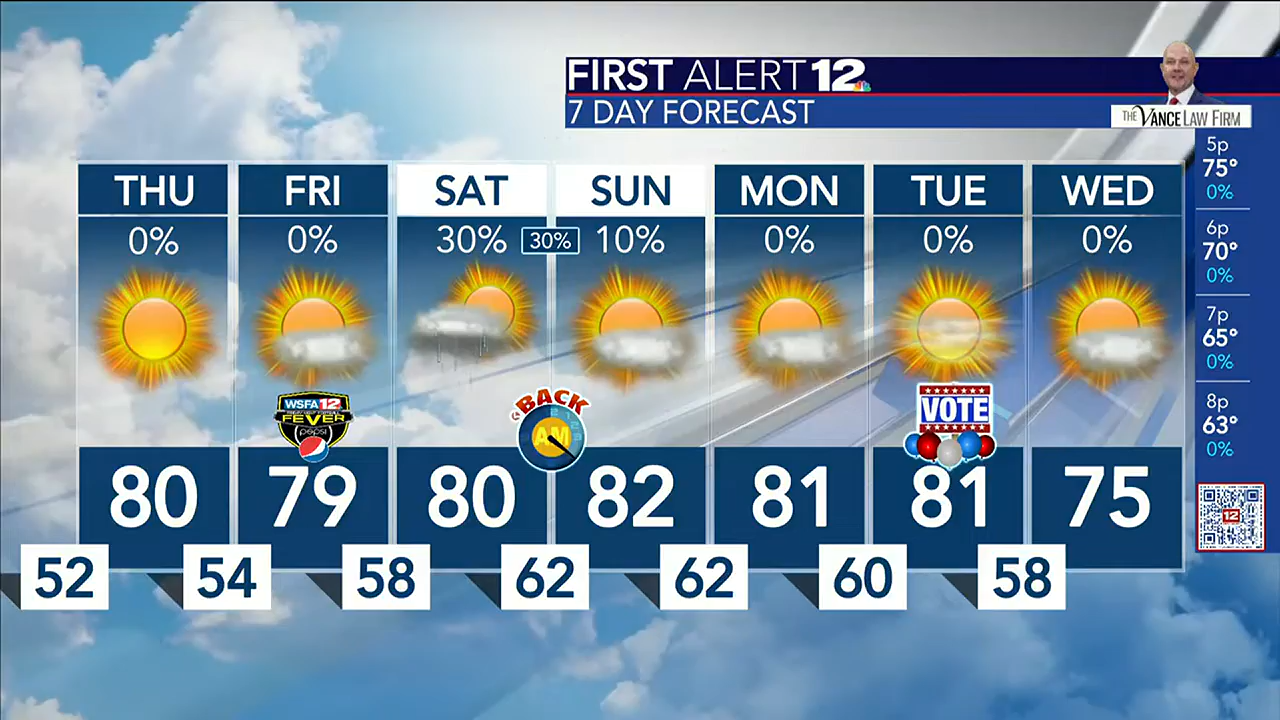 FIRST ALERT 12
7 DAY FORECAST
THE VANCE LAW FIRM
THU FRI SAT SUN MON TUE WED
0% 0% 30% 30% 10% 0% 0% 0%
WSFA 12
FEVER
pepsi
BACK
AM
VOTE
80 79 80 82 81 81 75
52 54 58 62 62 60 58
5p
75°
0%
6p
70°
0%
7p
65°
0%
8p
63°
0%
12